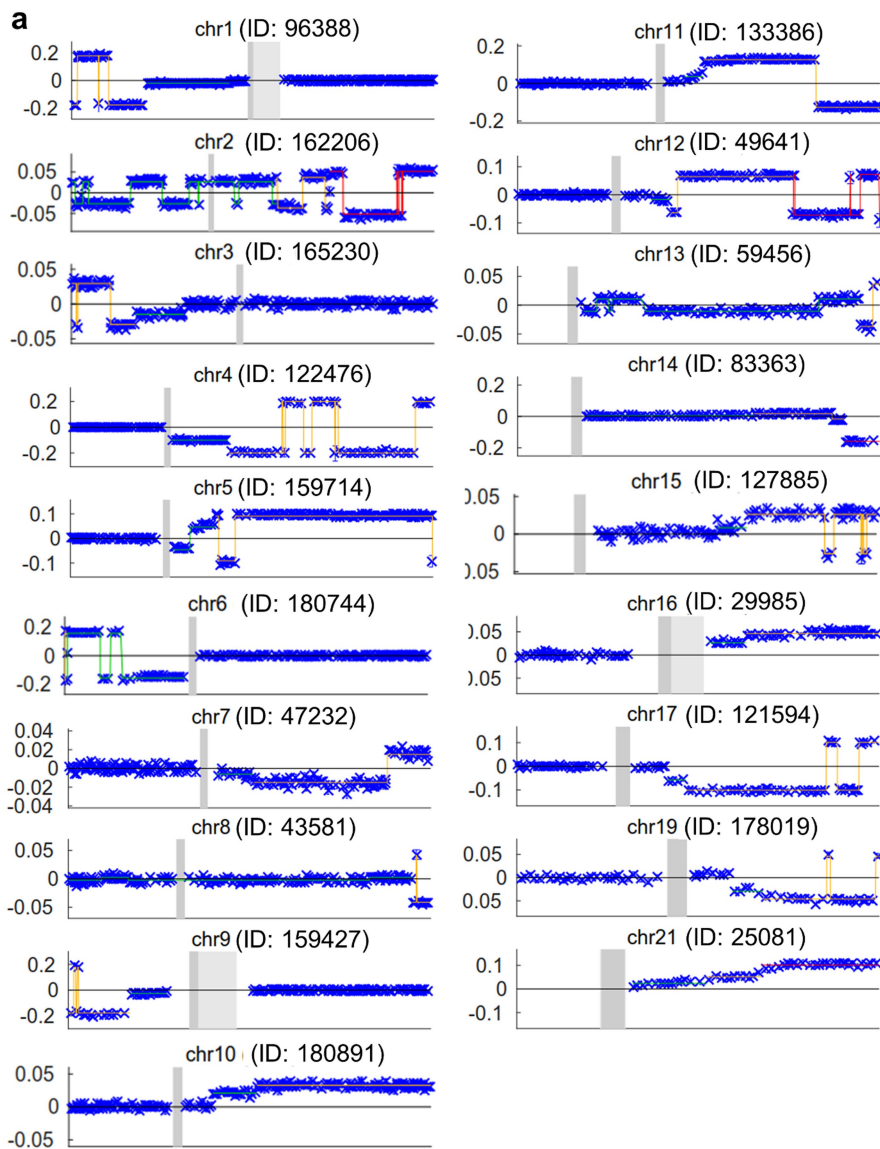 a
chr1 (ID: 96388)
0.2
0
-0.2
chr2 (ID: 162206)
0.05
0
-0.05
chr3 (ID: 165230)
0.05
0
0.05
chr4 (ID: 122476)
0.2
0
-0.2
chr5 (ID: 159714)
0.1
0
-0.1
chr6 (ID: 180744)
0.2
0
-0.2
chr7 (ID: 47232)
0.04
0.02
0
-0.02
-0.04
chr8 (ID: 43581)
0.05
0
-0.05
chr9 (ID: 159427)
0.2
0
-0.2
chr10 (ID: 180891)
0.05
0
-0.05
chr11 (ID: 133386)
0.2
0
-0.2
chr12 (ID: 49641)
0.1
0
-0.1
chr13 (ID: 59456)
0.05
0
-0.05
chr14 (ID: 83363)
0.2
0
-0.2
chr15 (ID: 127885)
0.05
0
0.05
chr16 (ID: 29985)
0.05
0
0.05
chr17 (ID: 121594)
0.1
0
-0.1
chr19 (ID: 178019)
0.05
0
0.05
chr21 (ID: 25081)
0.1
0
-0.1